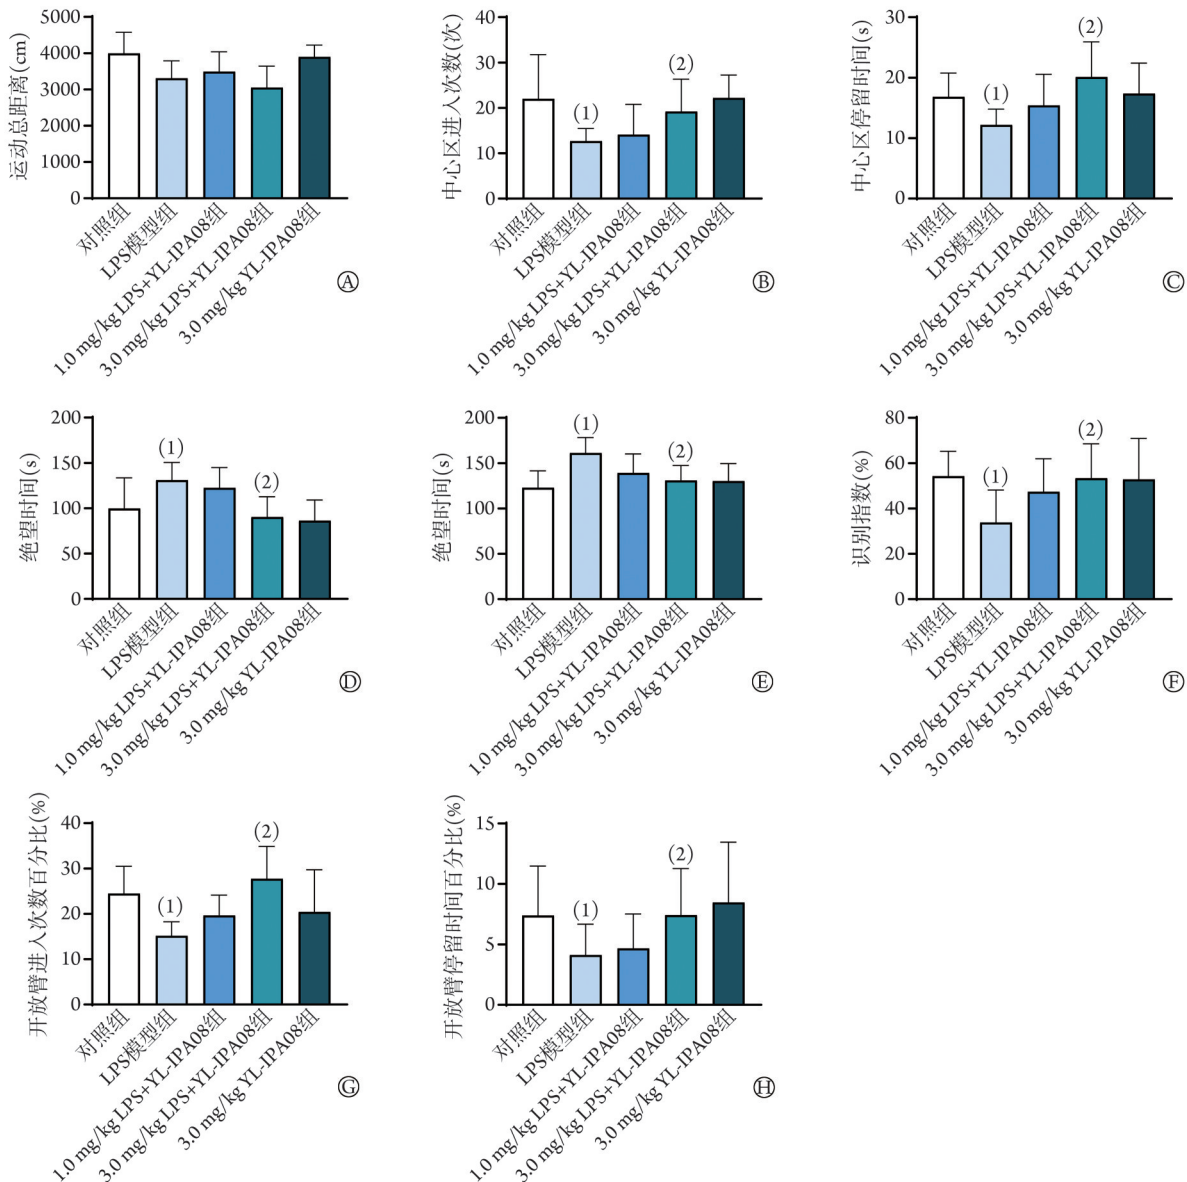 运动总距离(cm)
5000
4000
3000
2000
1000
0
对照组
LPS模型组
1.0 mg/kg LPS+YL-IPA08组
3.0 mg/kg LPS+YL-IPA08组
3.0 mg/kg YL-IPA08组
Ⓐ
中心区进入次数(次)
40
30
20
10
0
(1)
(2)
对照组
LPS模型组
1.0 mg/kg LPS+YL-IPA08组
3.0 mg/kg LPS+YL-IPA08组
3.0 mg/kg YL-IPA08组
Ⓑ
中心区停留时间(s)
30
20
10
0
(1)
(2)
对照组
LPS模型组
1.0 mg/kg LPS+YL-IPA08组
3.0 mg/kg LPS+YL-IPA08组
3.0 mg/kg YL-IPA08组
Ⓒ
绝望时间(s)
200
150
100
50
0
(1)
(2)
对照组
LPS模型组
1.0 mg/kg LPS+YL-IPA08组
3.0 mg/kg LPS+YL-IPA08组
3.0 mg/kg YL-IPA08组
Ⓓ
绝望时间(s)
200
150
100
50
0
(1)
(2)
对照组
LPS模型组
1.0 mg/kg LPS+YL-IPA08组
3.0 mg/kg LPS+YL-IPA08组
3.0 mg/kg YL-IPA08组
Ⓔ
识别指数(%)
80
60
40
20
0
(1)
(2)
对照组
LPS模型组
1.0 mg/kg LPS+YL-IPA08组
3.0 mg/kg LPS+YL-IPA08组
3.0 mg/kg YL-IPA08组
Ⓕ
开放臂进入次数百分比(%)
40
30
20
10
0
(1)
(2)
对照组
LPS模型组
1.0 mg/kg LPS+YL-IPA08组
3.0 mg/kg LPS+YL-IPA08组
3.0 mg/kg YL-IPA08组
Ⓖ
开放臂停留时间百分比(%)
15
10
5
0
(1)
(2)
对照组
LPS模型组
1.0 mg/kg LPS+YL-IPA08组
3.0 mg/kg LPS+YL-IPA08组
3.0 mg/kg YL-IPA08组
Ⓗ